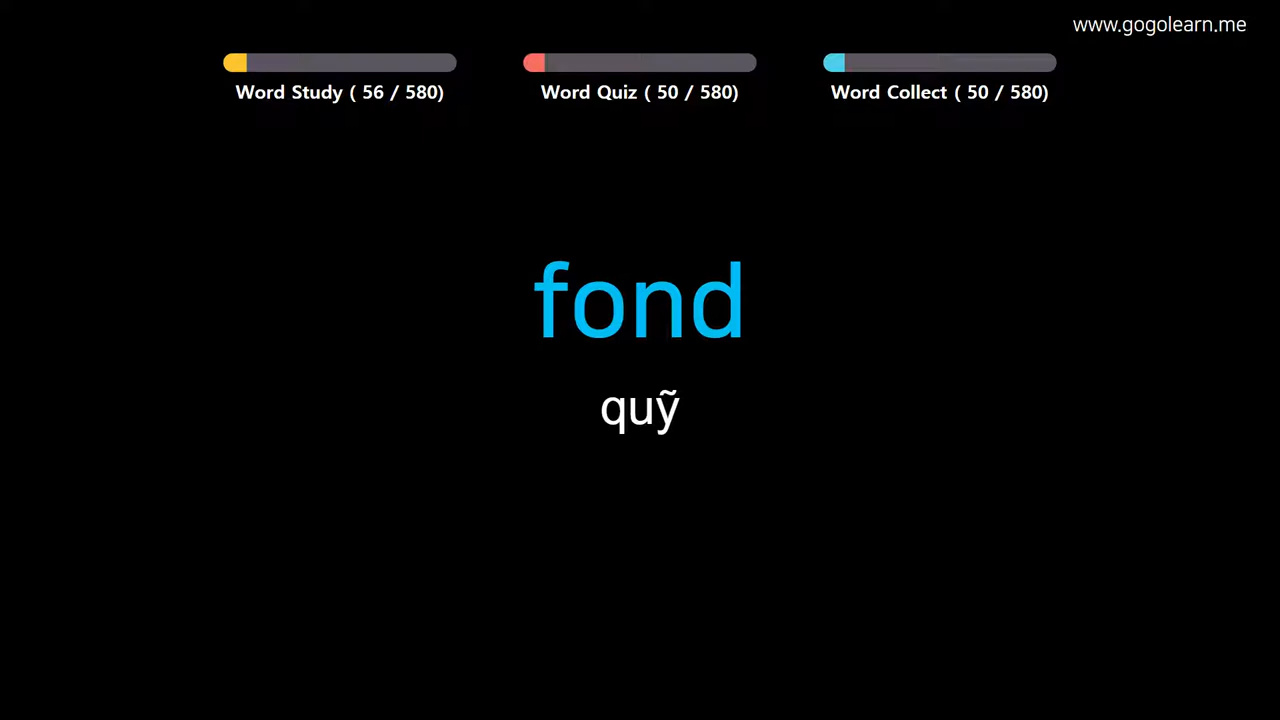 www.gogolearn.me
Word Study ( 56 / 580)
Word Quiz ( 50 / 580)
Word Collect ( 50 / 580)
fond
quỹ